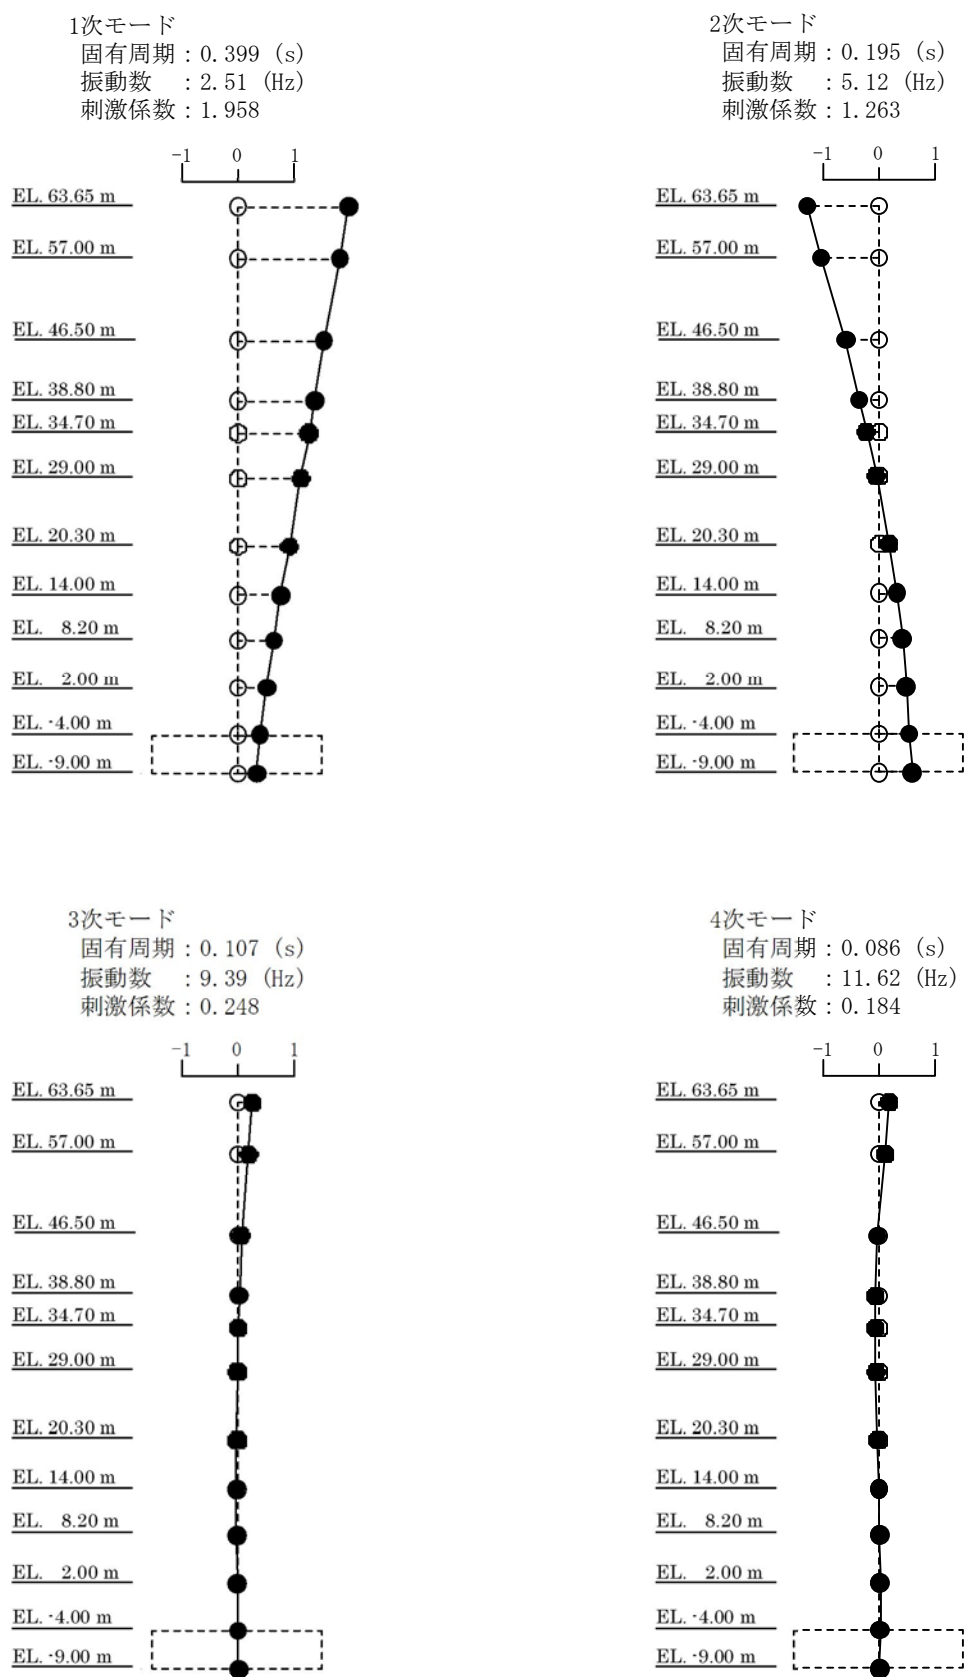 1次モード
固有周期：0.399 (s)
振動数　：2.51 (Hz)
刺激係数：1.958
-1 0 1
EL. 63.65 m
EL. 57.00 m
EL. 46.50 m
EL. 38.80 m
EL. 34.70 m
EL. 29.00 m
EL. 20.30 m
EL. 14.00 m
EL. 8.20 m
EL. 2.00 m
EL. -4.00 m
EL. -9.00 m
2次モード
固有周期：0.195 (s)
振動数　：5.12 (Hz)
刺激係数：1.263
-1 0 1
EL. 63.65 m
EL. 57.00 m
EL. 46.50 m
EL. 38.80 m
EL. 34.70 m
EL. 29.00 m
EL. 20.30 m
EL. 14.00 m
EL. 8.20 m
EL. 2.00 m
EL. -4.00 m
EL. -9.00 m
3次モード
固有周期：0.107 (s)
振動数　：9.39 (Hz)
刺激係数：0.248
-1 0 1
EL. 63.65 m
EL. 57.00 m
EL. 46.50 m
EL. 38.80 m
EL. 34.70 m
EL. 29.00 m
EL. 20.30 m
EL. 14.00 m
EL. 8.20 m
EL. 2.00 m
EL. -4.00 m
EL. -9.00 m
4次モード
固有周期：0.086 (s)
振動数　：11.62 (Hz)
刺激係数：0.184
-1 0 1
EL. 63.65 m
EL. 57.00 m
EL. 46.50 m
EL. 38.80 m
EL. 34.70 m
EL. 29.00 m
EL. 20.30 m
EL. 14.00 m
EL. 8.20 m
EL. 2.00 m
EL. -4.00 m
EL. -9.00 m